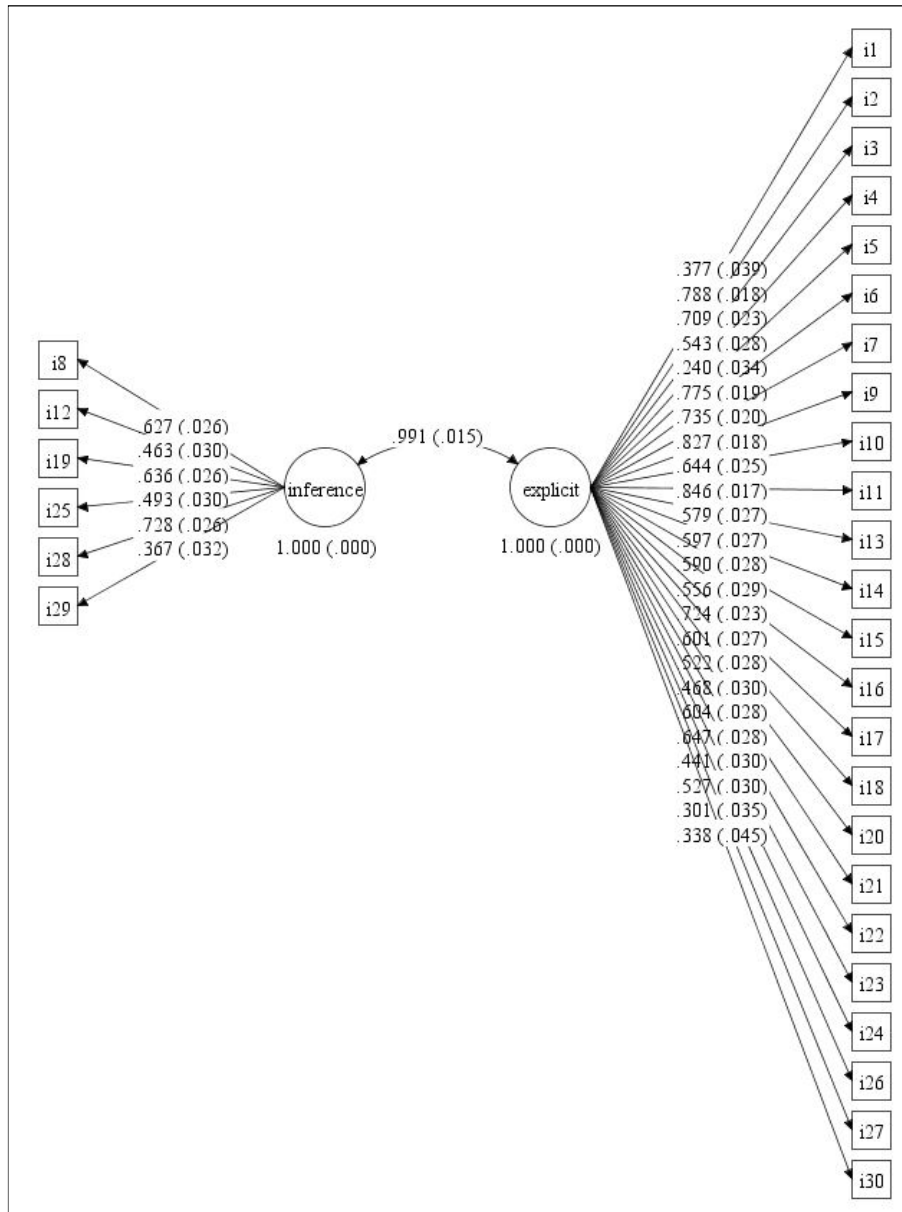 i1
i2
i3
i4
i5
i6
i7
i9
i10
i11
i13
i14
i15
i16
i17
i18
i20
i21
i22
i23
i24
i26
i27
i30
.377 (.039)
.788 (.018)
.709 (.023)
.543 (.028)
.240 (.034)
.775 (.019)
.735 (.020)
.827 (.018)
.644 (.025)
.846 (.017)
.579 (.027)
.597 (.027)
.590 (.028)
.556 (.029)
.724 (.023)
.601 (.027)
.522 (.028)
.468 (.030)
.604 (.028)
.647 (.028)
.441 (.030)
.527 (.030)
.301 (.035)
.338 (.045)
i8
i12
i19
i25
i28
i29
.627 (.026)
.463 (.030)
.636 (.026)
.493 (.030)
.728 (.026)
.367 (.032)
.991 (.015)
inference
explicit
1.000 (.000)
1.000 (.000)